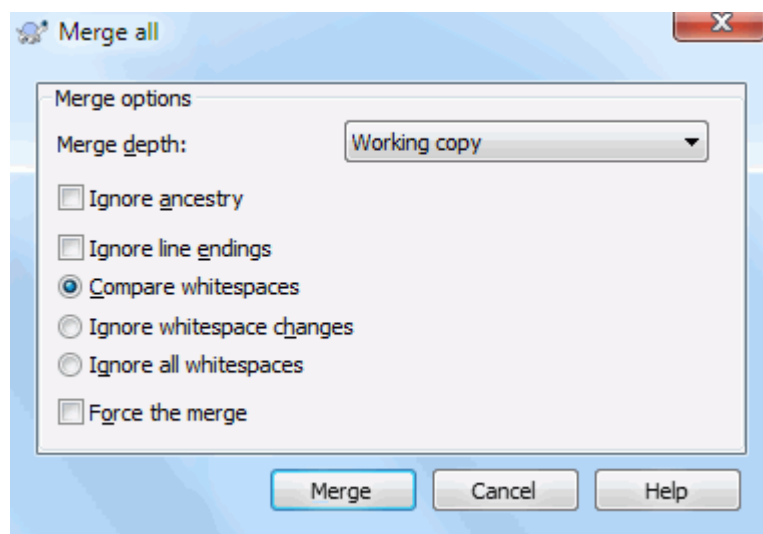 Merge all
Merge options
Merge depth: Working copy
Ignore ancestry
Ignore line endings
Compare whitespaces
Ignore whitespace changes
Ignore all whitespaces
Force the merge
Merge Cancel Help